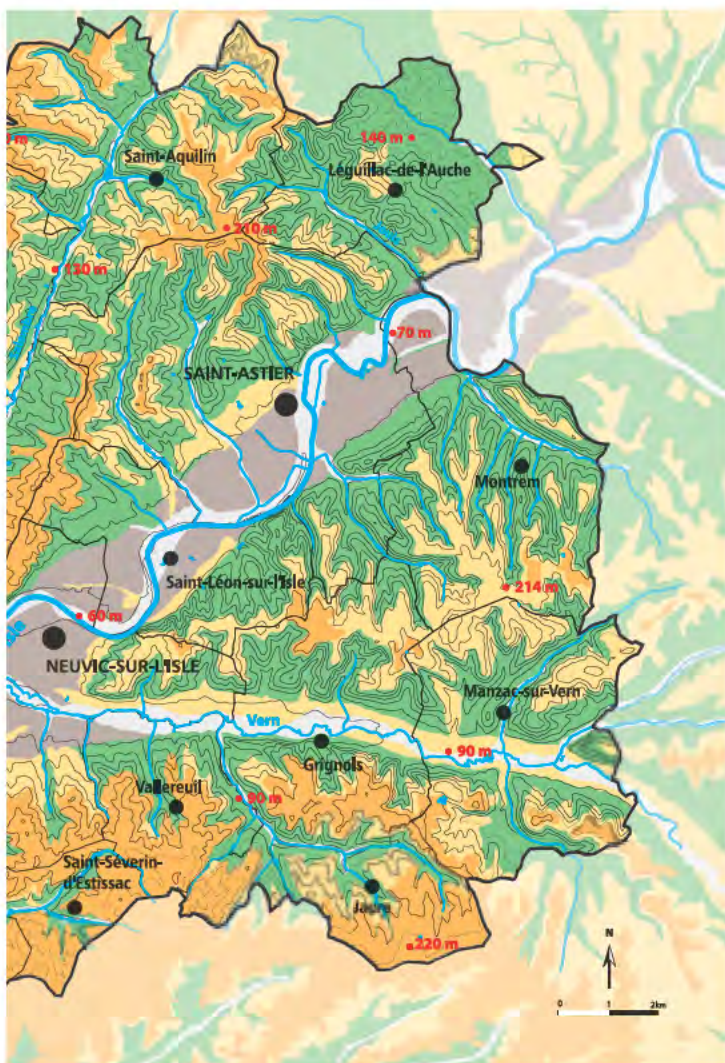 140 m
m
Saint-Aquilin
Léguillac-de-l'Auche
210 m
130 m
70 m
SAINT-ASTIER
Montrem
Saint-Léon-sur-l'Isle
214 m
60 m
NEUVIC-SUR-L'ISLE
Manzac-sur-Vern
Vern
90 m
Grignols
Vallereuil
90 m
Saint-Séverin-
d'Estissac
Jaure
220 m
N
0 1 2km